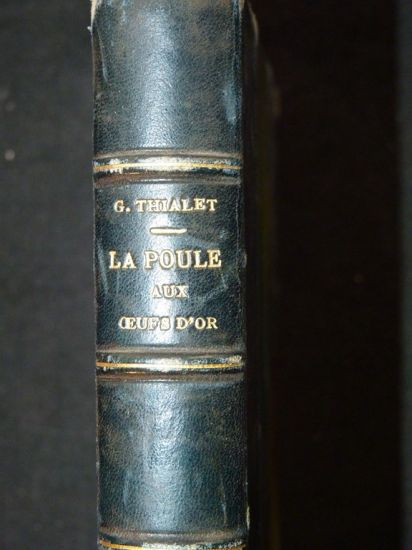 G. THIALET
LA POULE
AUX
ŒUFS D'OR